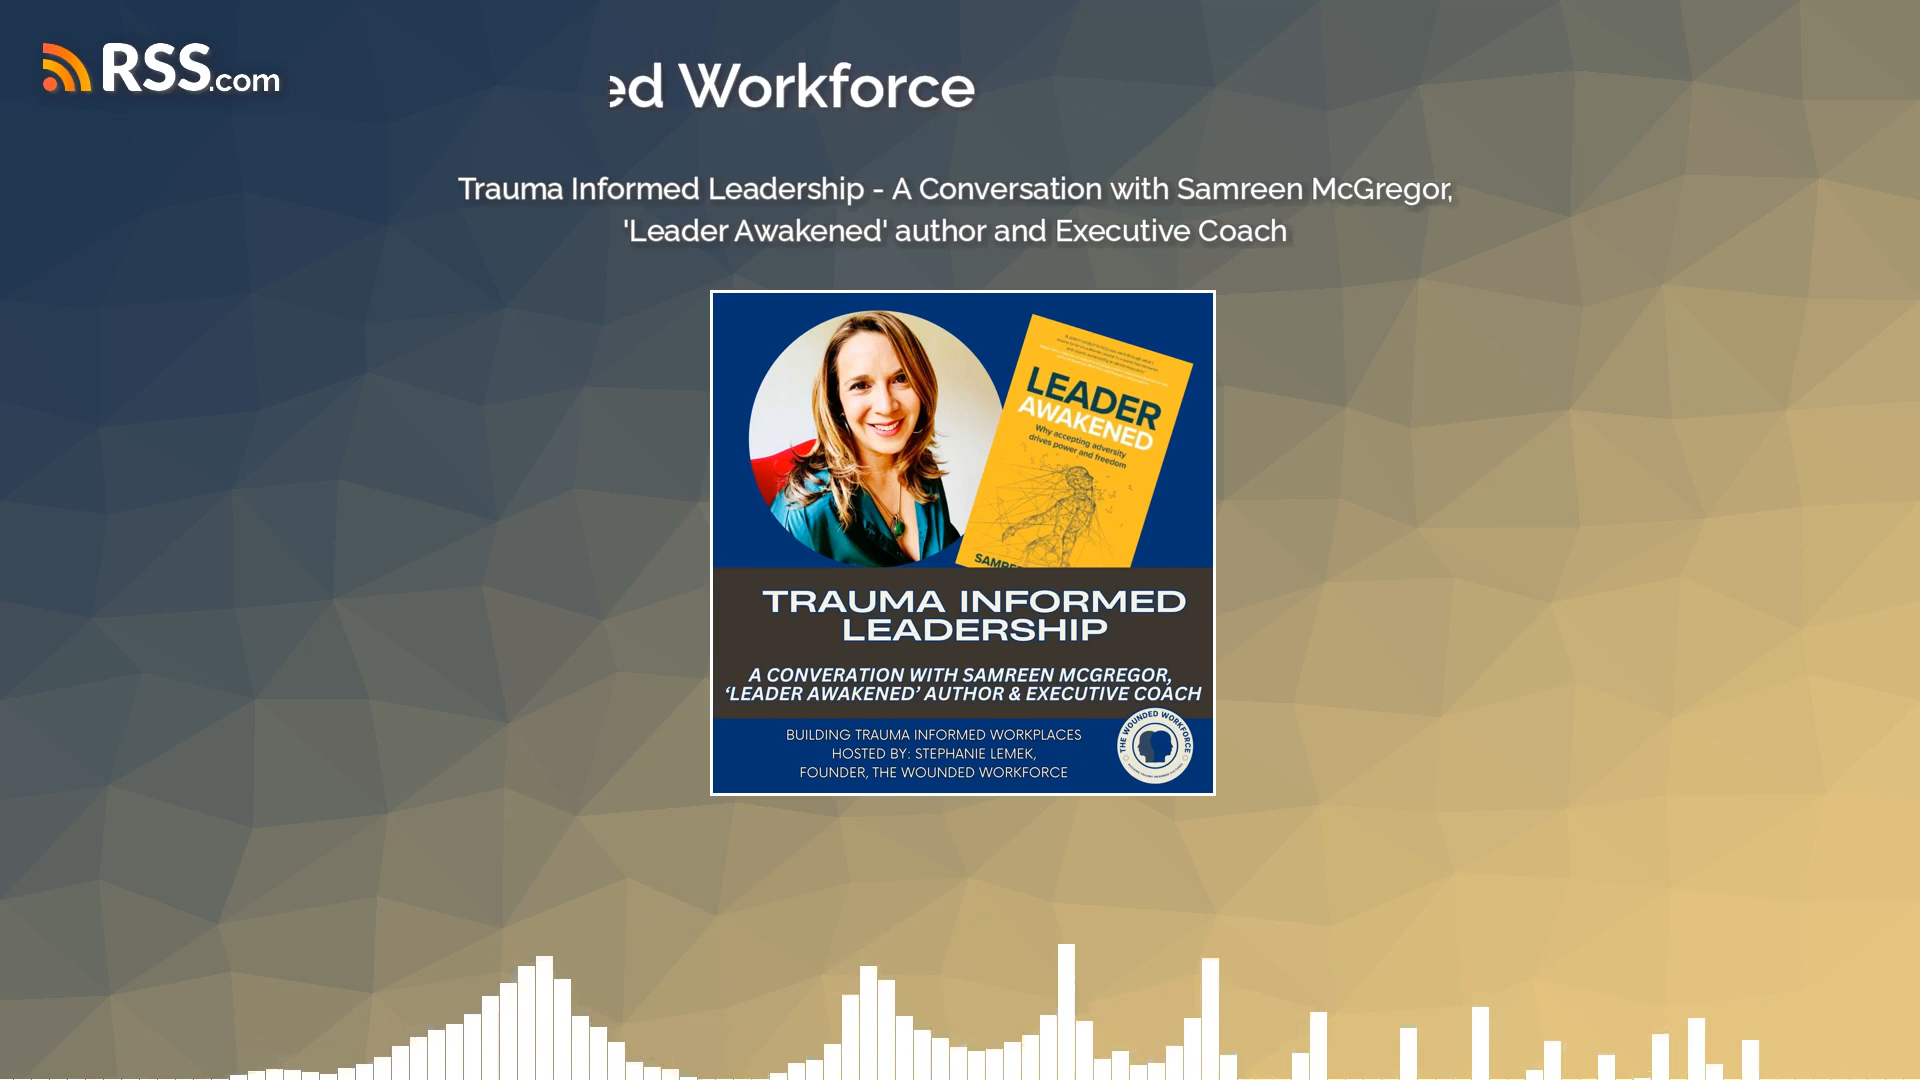 RSS.com
ed Workforce
Trauma Informed Leadership - A Conversation with Samreen McGregor,
'Leader Awakened' author and Executive Coach
LEADER
AWAKENED
Why accepting adversity
drives power and freedom
TRAUMA INFORMED
LEADERSHIP
A CONVERATION WITH SAMREEN MCGREGOR,
‘LEADER AWAKENED’ AUTHOR & EXECUTIVE COACH
BUILDING TRAUMA INFORMED WORKPLACES
HOSTED BY: STEPHANIE LEMEK,
FOUNDER, THE WOUNDED WORKFORCE
THE WOUNDED WORKFORCE